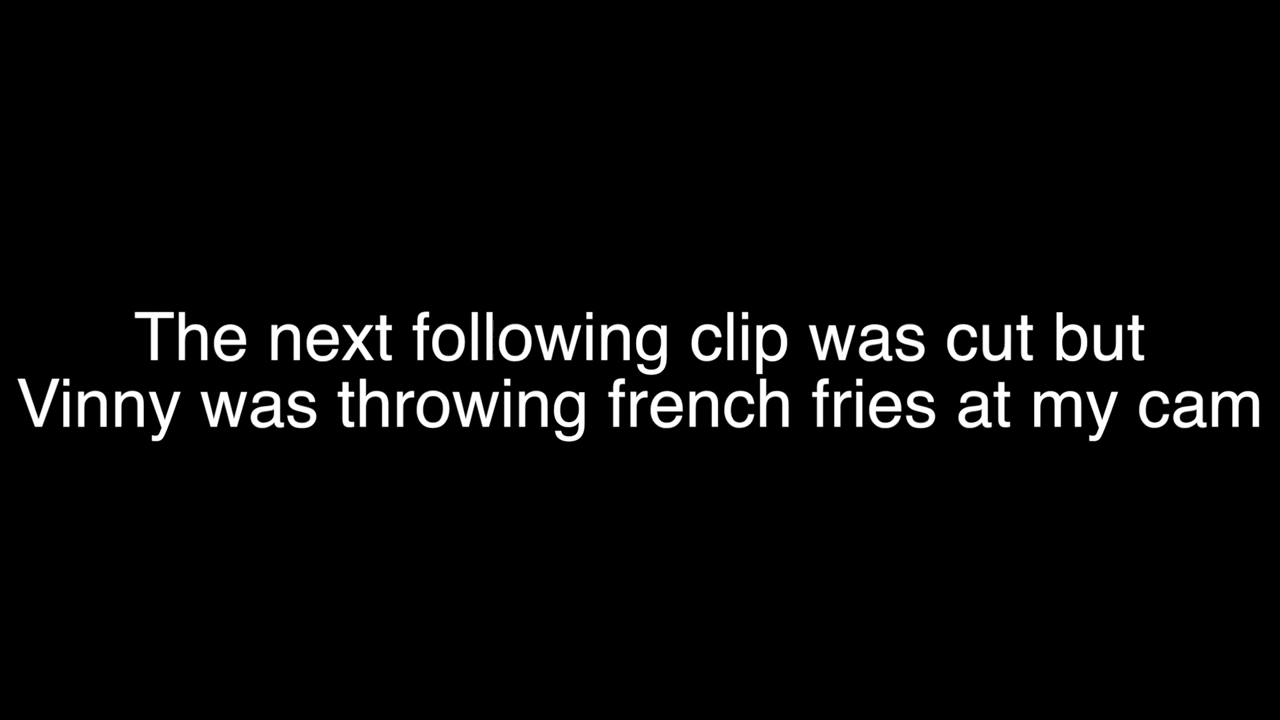 The next following clip was cut but
Vinny was throwing french fries at my cam